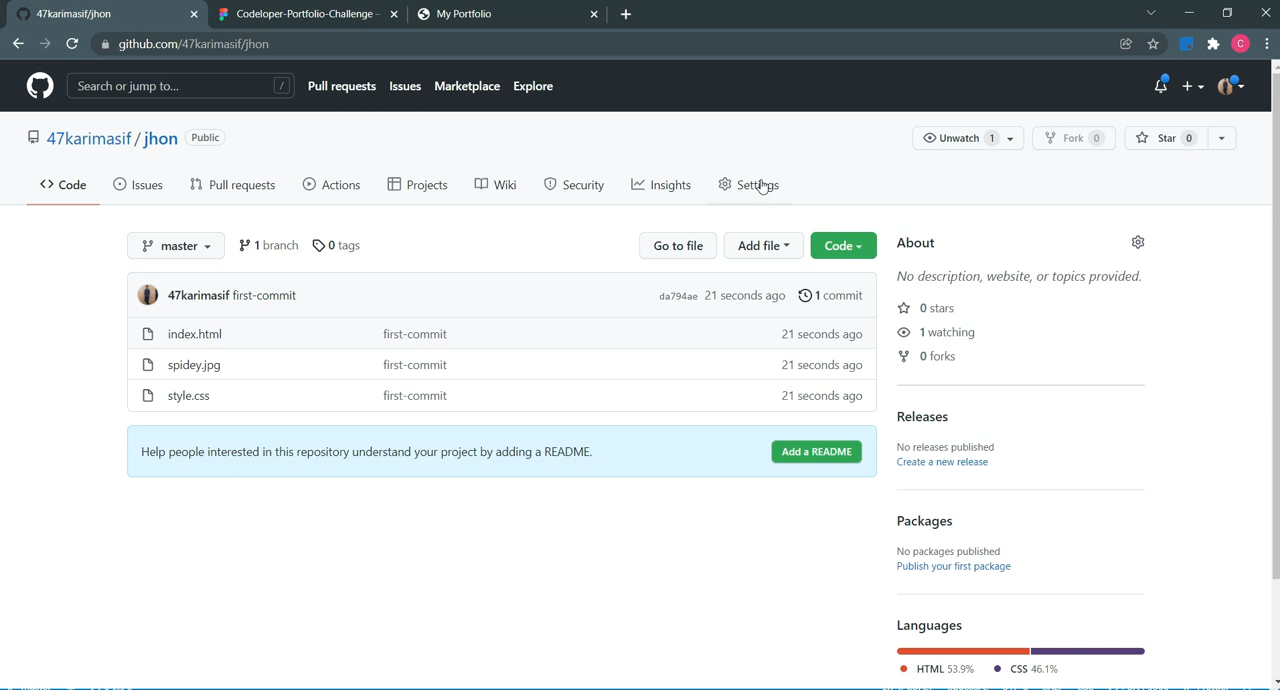 47karimasif/jhon
Codeloper-Portfolio-Challenge –
My Portfolio
github.com/47karimasif/jhon
C
Search or jump to...
/
Pull requests
Issues
Marketplace
Explore
47karimasif / jhon
Public
Unwatch 1
Fork 0
Star 0
Code
Issues
Pull requests
Actions
Projects
Wiki
Security
Insights
Settings
master
1 branch
0 tags
Go to file
Add file
Code
47karimasif first-commit
da794ae 21 seconds ago
1 commit
index.html first-commit 21 seconds ago
spidey.jpg first-commit 21 seconds ago
style.css first-commit 21 seconds ago
Help people interested in this repository understand your project by adding a README.
Add a README
About
No description, website, or topics provided.
0 stars
1 watching
0 forks
Releases
No releases published
Create a new release
Packages
No packages published
Publish your first package
Languages
HTML 53.9%
CSS 46.1%